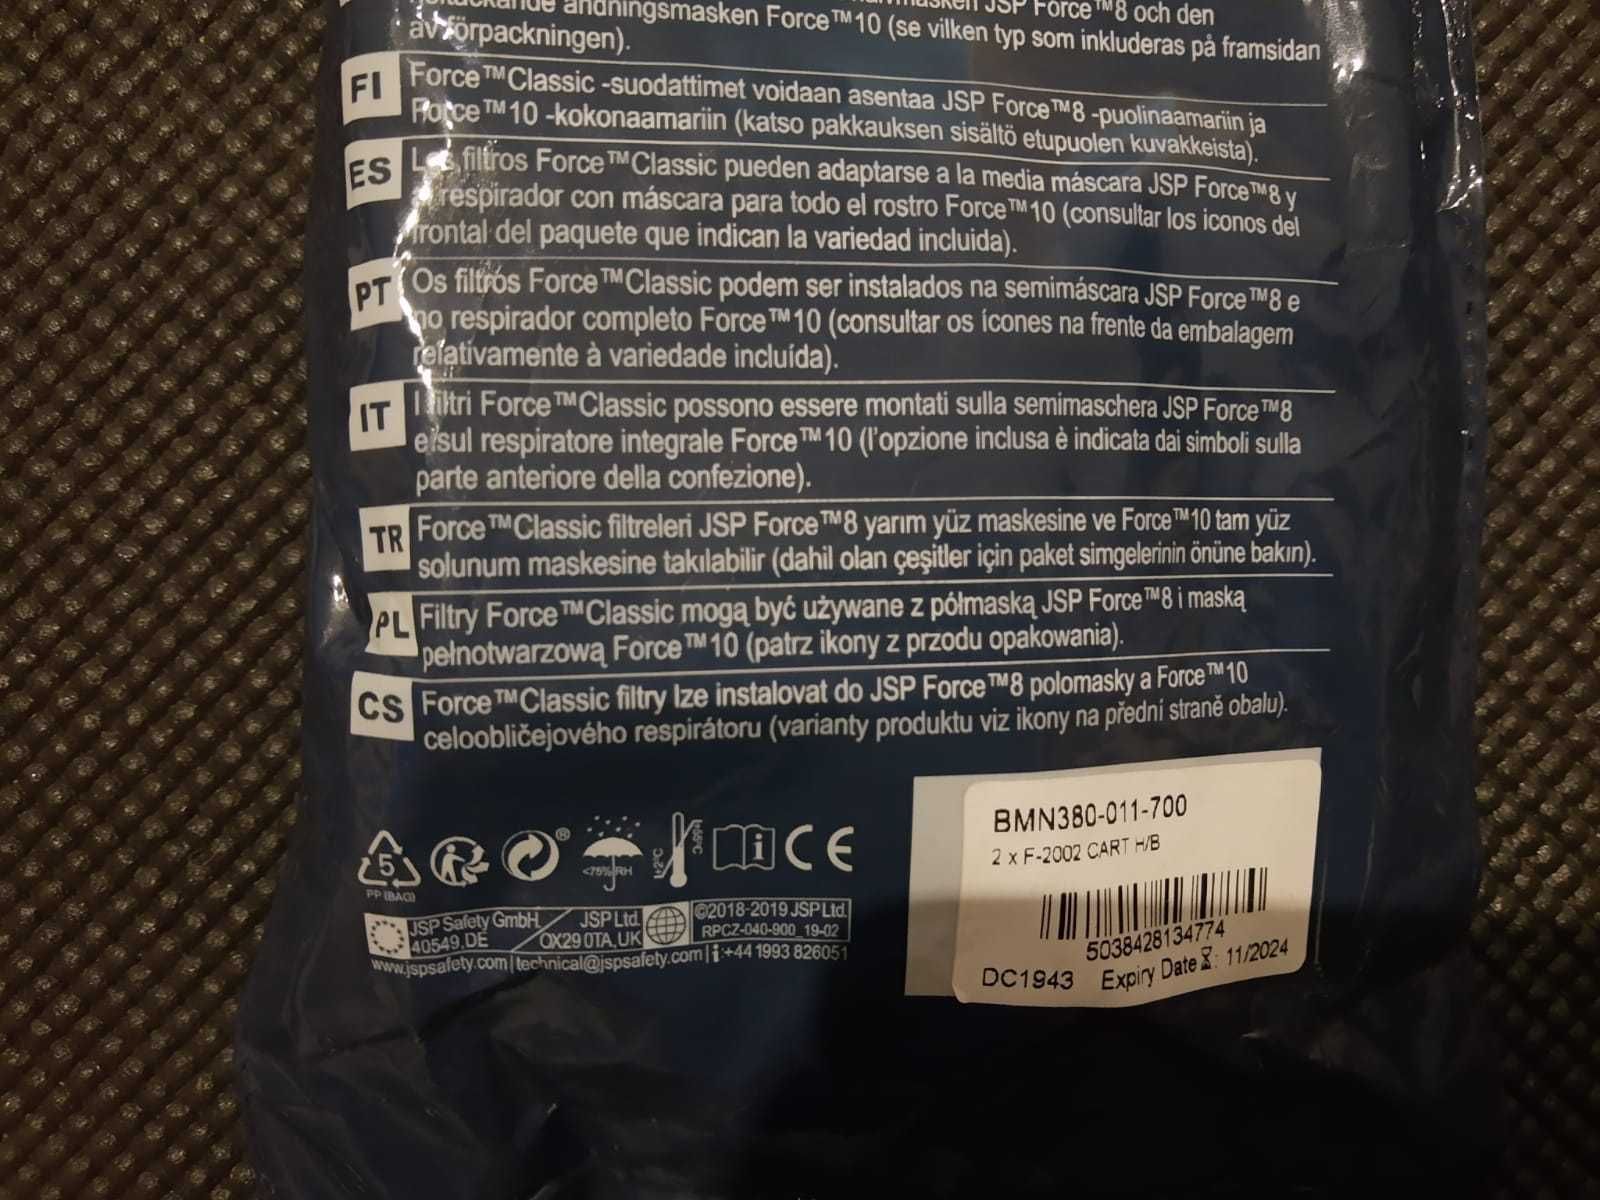 andningsmasken Force™10 (se vilken typ som inkluderas på framsidan
JSP Force™8 och den
av förpackningen).
FI Force™Classic -suodattimet voidaan asentaa JSP Force™8 -puolinaamariin ja
Force™10 -kokonaamariin (katso pakkauksen sisältö etupuolen kuvakkeista).
ES Los filtros Force™Classic pueden adaptarse a la media máscara JSP Force™8 y
respirador con máscara para todo el rostro Force™10 (consultar los iconos del
frontal del paquete que indican la variedad incluida).
PT Os filtros Force™Classic podem ser instalados na semimáscara JSP Force™8 e
no respirador completo Force™10 (consultar os ícones na frente da embalagem
relativamente à variedade incluída).
IT I filtri Force™Classic possono essere montati sulla semimaschera JSP Force™8
e sul respiratore integrale Force™10 (l'opzione inclusa è indicata dai simboli sulla
parte anteriore della confezione).
TR Force™Classic filtreleri JSP Force™8 yarım yüz maskesine ve Force™10 tam yüz
solunum maskesine takılabilir (dahil olan çeşitler için paket simgelerinin önüne bakın).
PL Filtry Force™Classic mogą być używane z półmaską JSP Force™8 i maską
pełnotwarzową Force™10 (patrz ikony z przodu opakowania).
CS Force™Classic filtry lze instalovat do JSP Force™8 polomasky a Force™10
celoobličejového respirátoru (varianty produktu viz ikony na přední straně obalu).
5
PP (BAG)
®
<75% RH
+2°C
+55°C
i
CE
JSP Safety GmbH
40549.DE
JSP Ltd.
OX29 0TA,UK
©2018-2019 JSP Ltd.
RPCZ-040-900_19-02
www.jspsafety.com | technical@jspsafety.com | i:+44 1993 826051
BMN380-011-700
2 x F-2002 CART H/B
5038428134774
DC1943 Expiry Date : 11/2024